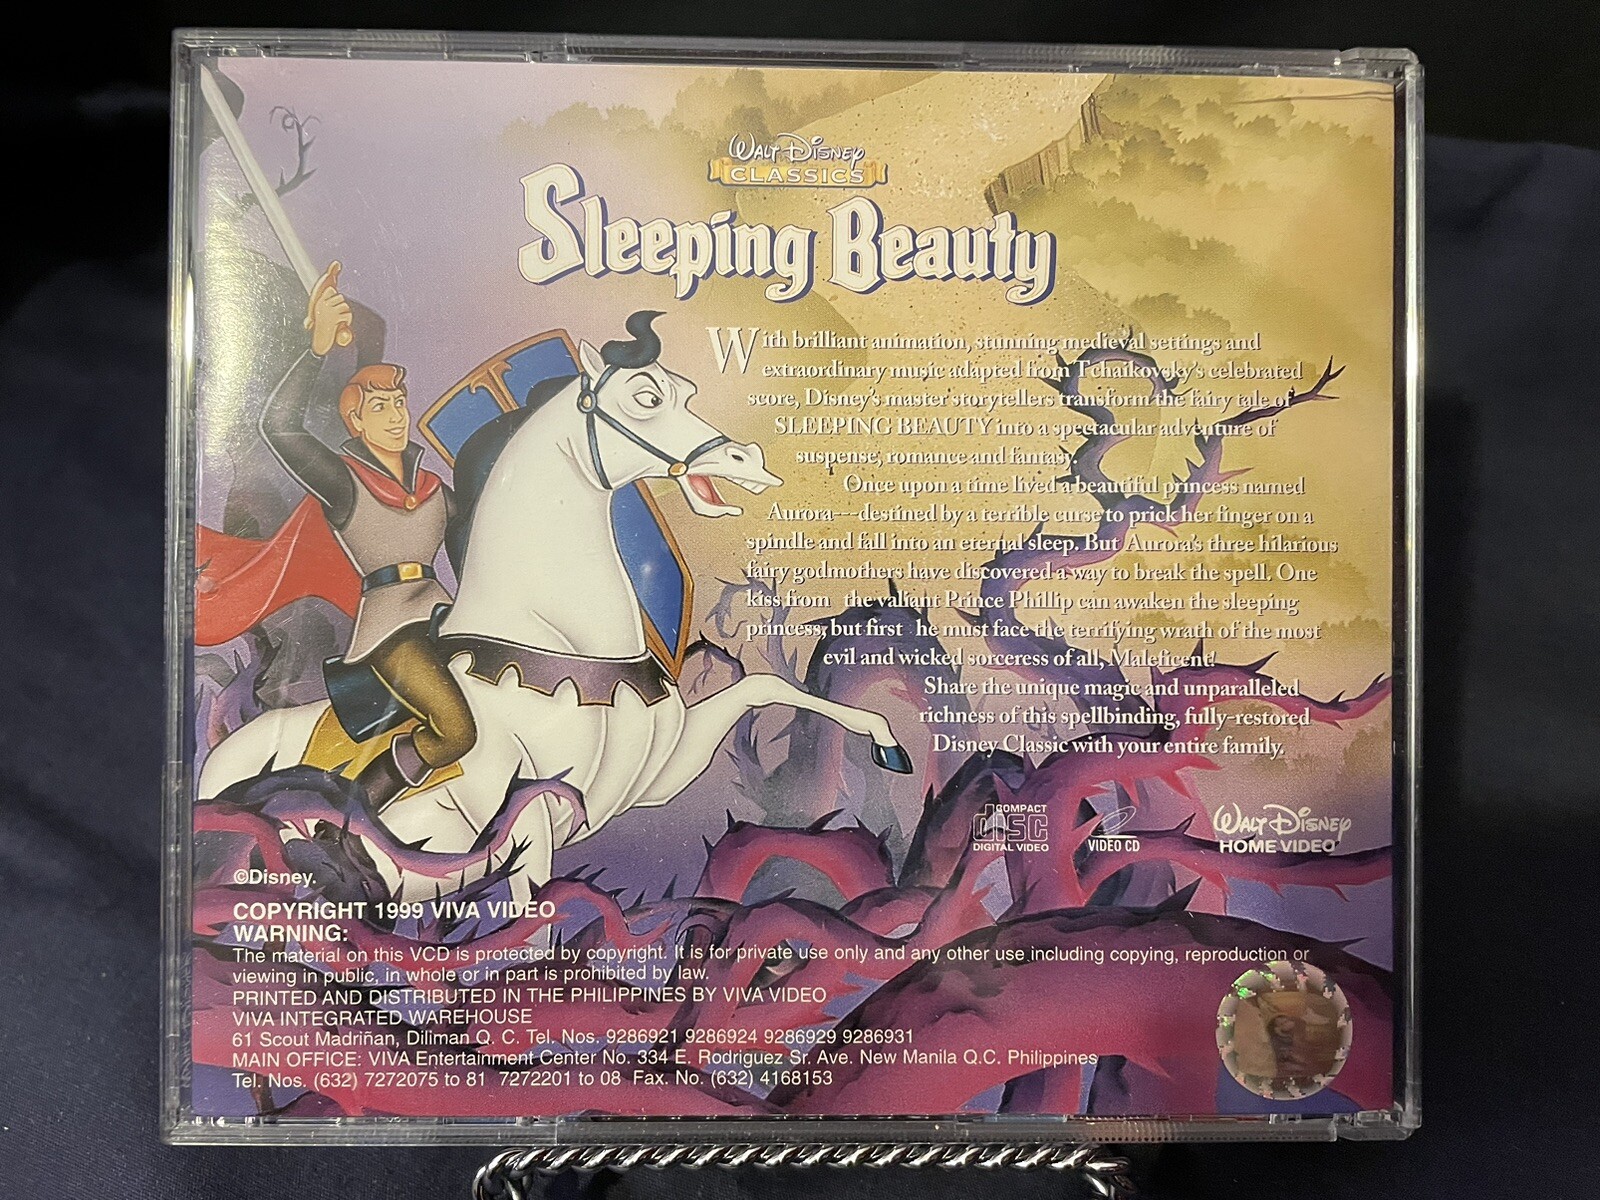 WALT DISNEY
CLASSICS
Sleeping Beauty
With brilliant animation, stunning medieval settings and
extraordinary music adapted from Tchaikovsky's celebrated
score, Disney's master storytellers transform the fairy tale of
SLEEPING BEAUTY into a spectacular adventure of
suspense, romance and fantasy.
Once upon a time lived a beautiful princess named
Aurora—destined by a terrible curse to prick her finger on a
spindle and fall into an eternal sleep. But Aurora's three hilarious
fairy godmothers have discovered a way to break the spell. One
kiss from the valiant Prince Phillip can awaken the sleeping
princess, but first he must face the terrifying wrath of the most
evil and wicked sorceress of all, Maleficent!
Share the unique magic and unparalleled
richness of this spellbinding, fully-restored
Disney Classic with your entire family.
COMPACT
disc
DIGITAL VIDEO
VIDEO CD
WALT DISNEY
HOME VIDEO
©Disney.
COPYRIGHT 1999 VIVA VIDEO
WARNING:
The material on this VCD is protected by copyright. It is for private use only and any other use including copying, reproduction or
viewing in public, in whole or in part is prohibited by law.
PRINTED AND DISTRIBUTED IN THE PHILIPPINES BY VIVA VIDEO
VIVA INTEGRATED WAREHOUSE
61 Scout Madriñan, Diliman Q. C. Tel. Nos. 9286921 9286924 9286929 9286931
MAIN OFFICE: VIVA Entertainment Center No. 334 E. Rodriguez Sr. Ave. New Manila Q.C. Philippines
Tel. Nos. (632) 7272075 to 81 7272201 to 08 Fax. No. (632) 4168153